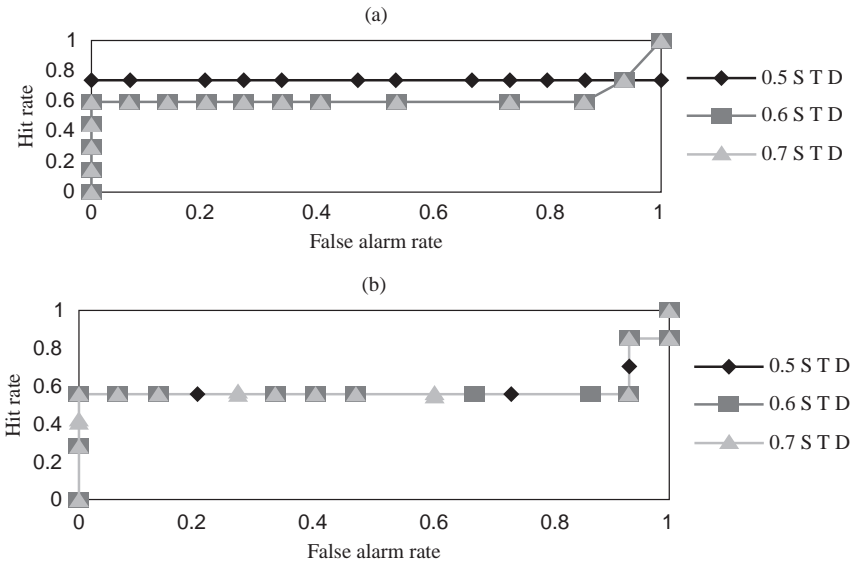 (a)
1
0.8
0.6
0.4
0.2
0
Hit rate
0 0.2 0.4 0.6 0.8 1
False alarm rate
0.5 S T D
0.6 S T D
0.7 S T D
(b)
1
0.8
0.6
0.4
0.2
0
Hit rate
0 0.2 0.4 0.6 0.8 1
False alarm rate
0.5 S T D
0.6 S T D
0.7 S T D